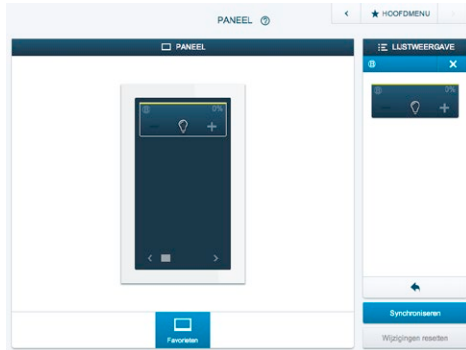 PANEEL
HOOFDMENU
PANEEL
LIJSTWEERGAVE
0%
0%
Favorieten
Synchroniseren
Wijzigingen resetten